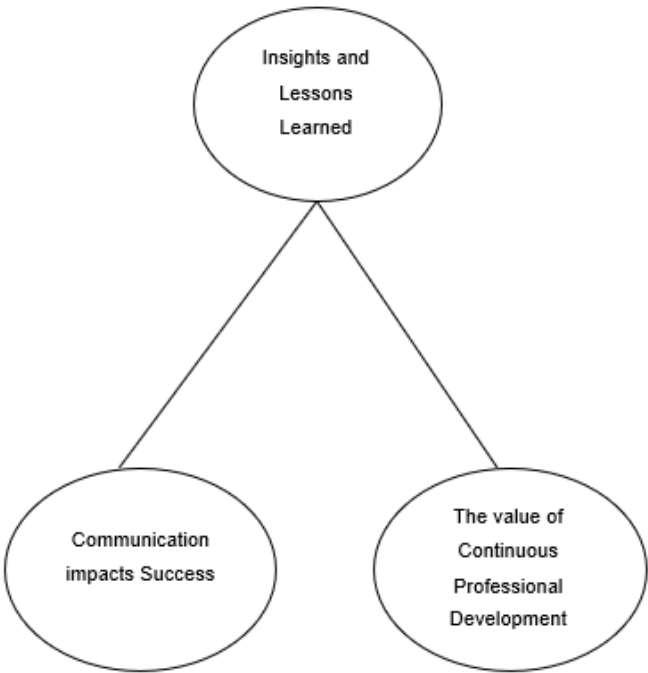 Insights and
Lessons
Learned
Communication
impacts Success
The value of
Continuous
Professional
Development